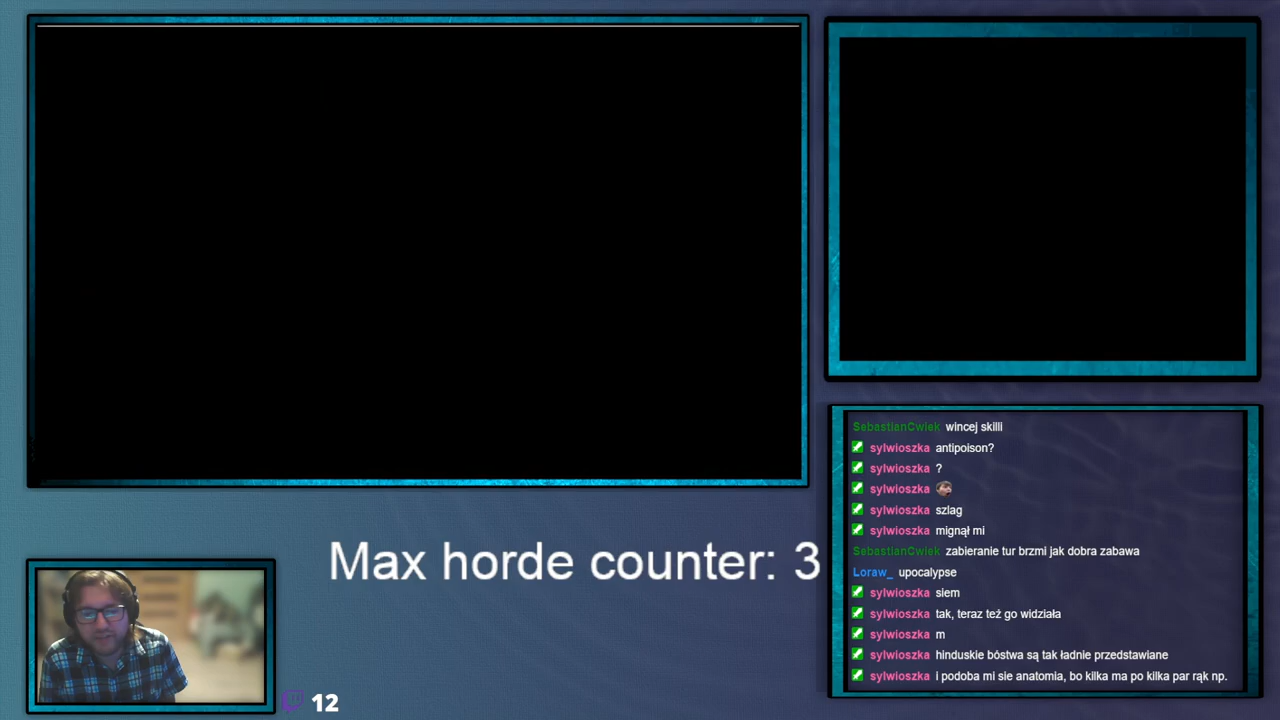 SebastianCwiek wincej skilli
sylwioszka antipoison?
sylwioszka ?
sylwioszka
sylwioszka szlag
sylwioszka mignął mi
SebastianCwiek zabieranie tur brzmi jak dobra zabawa
Loraw_ upocalypse
sylwioszka siem
sylwioszka tak, teraz też go widziała
sylwioszka m
sylwioszka hinduskie bóstwa są tak ładnie przedstawiane
sylwioszka i podoba mi sie anatomia, bo kilka ma po kilka par rąk np.
Max horde counter: 3
12